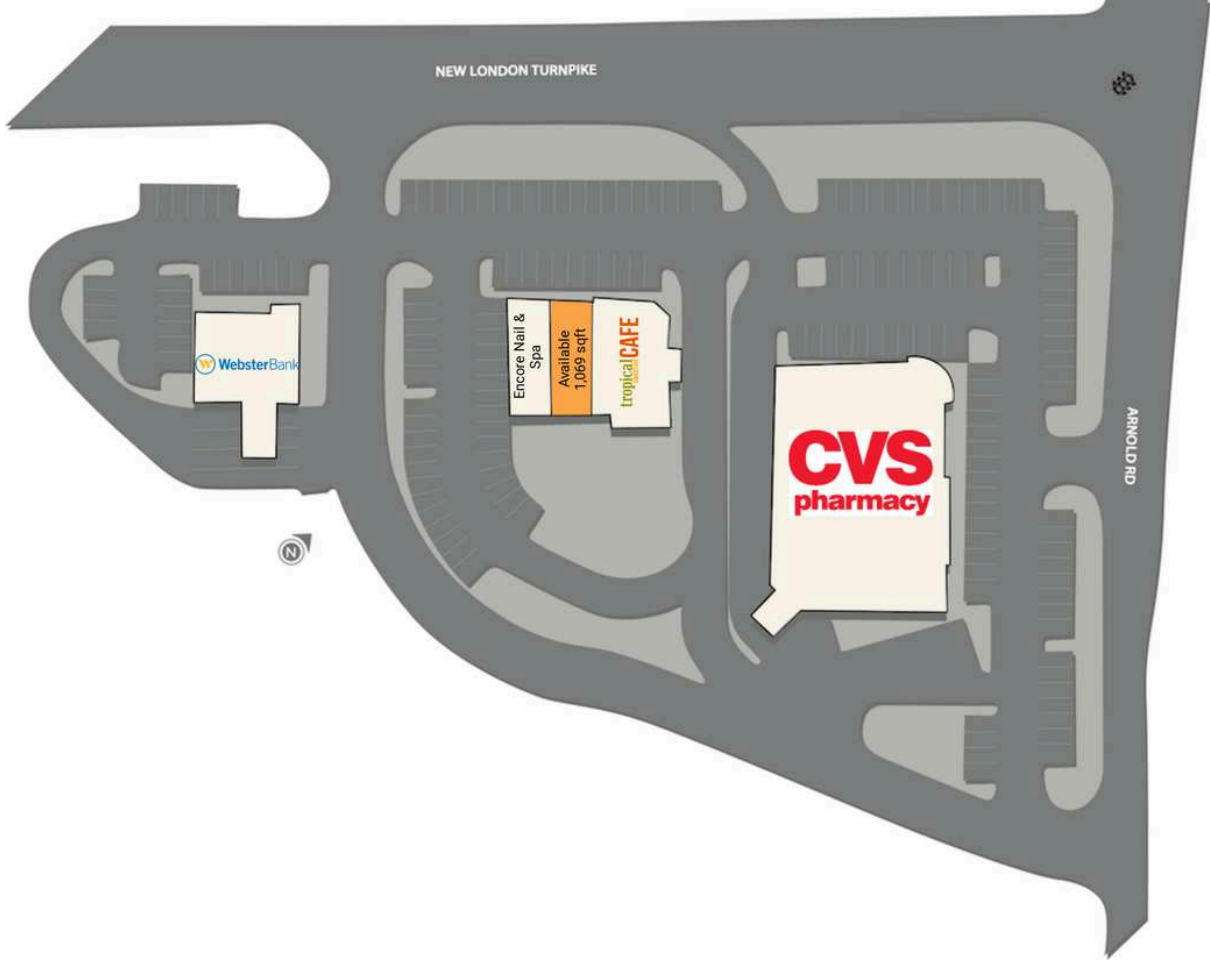 NEW LONDON TURNPIKE
W WebsterBank
Encore Nail &
Spa
Available
1,069 sqft
tropical
CAFE
CVS
pharmacy
ARNOLD RD
N